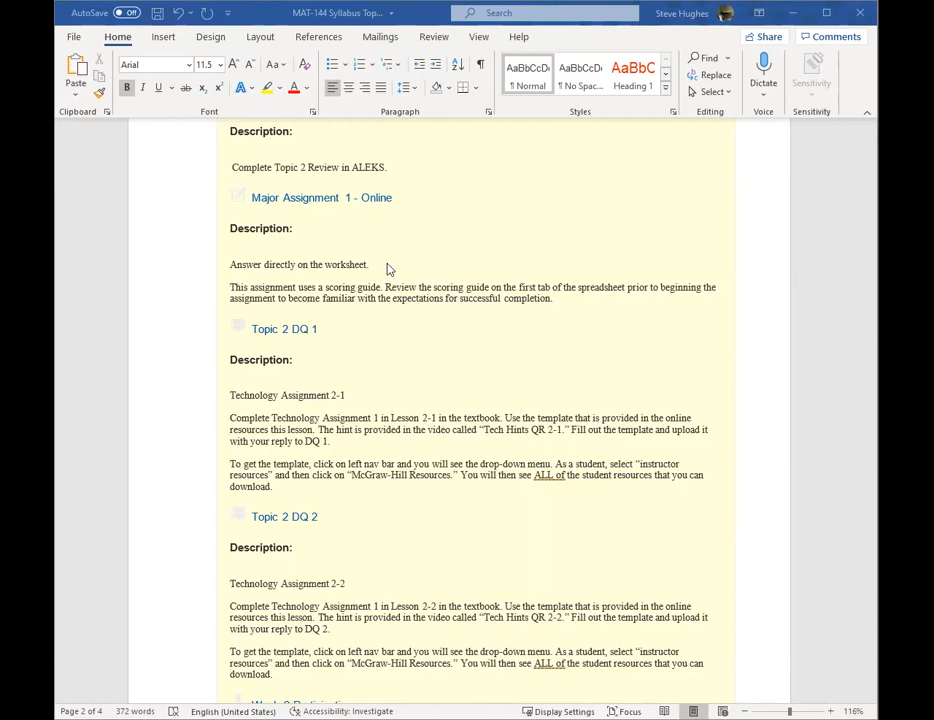 AutoSave Off MAT-144 Syllabus Top... Search Steve Hughes
File Home Insert Design Layout References Mailings Review View Help Share Comments
Arial 11.5 A A Aa A AaBbCcDc AaBbCcDc AaBbC Find
Paste B I U ab x₂ x² A A ¶ Normal ¶ No Spac... Heading 1 Replace Select Dictate Sensitivity
Clipboard Font Paragraph Styles Editing Voice Sensitivity
Description:
Complete Topic 2 Review in ALEKS.
Major Assignment 1 - Online
Description:
Answer directly on the worksheet.
This assignment uses a scoring guide. Review the scoring guide on the first tab of the spreadsheet prior to beginning the
assignment to become familiar with the expectations for successful completion.
Topic 2 DQ 1
Description:
Technology Assignment 2-1
Complete Technology Assignment 1 in Lesson 2-1 in the textbook. Use the template that is provided in the online
resources this lesson. The hint is provided in the video called “Tech Hints QR 2-1.” Fill out the template and upload it
with your reply to DQ 1.
To get the template, click on left nav bar and you will see the drop-down menu. As a student, select “instructor
resources” and then click on “McGraw-Hill Resources.” You will then see ALL of the student resources that you can
download.
Topic 2 DQ 2
Description:
Technology Assignment 2-2
Complete Technology Assignment 1 in Lesson 2-2 in the textbook. Use the template that is provided in the online
resources this lesson. The hint is provided in the video called “Tech Hints QR 2-2.” Fill out the template and upload it
with your reply to DQ 2.
To get the template, click on left nav bar and you will see the drop-down menu. As a student, select “instructor
resources” and then click on “McGraw-Hill Resources.” You will then see ALL of the student resources that you can
download.
Page 2 of 4 372 words English (United States) Accessibility: Investigate Display Settings Focus 116%